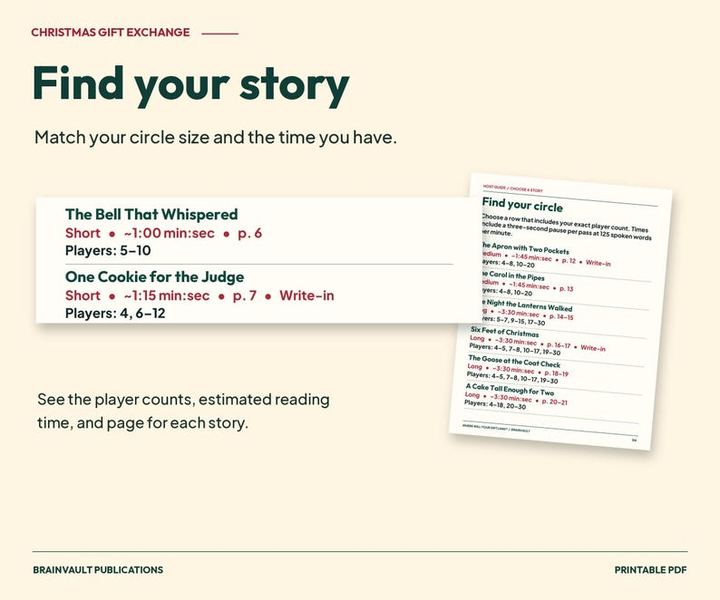 CHRISTMAS GIFT EXCHANGE
Find your story
Match your circle size and the time you have.
The Bell That Whispered
Short • ~1:00 min:sec • p. 6
Players: 5–10
One Cookie for the Judge
Short • ~1:15 min:sec • p. 7 • Write-in
Players: 4, 6–12
HOST GUIDE / CHOOSE A STORY
Find your circle
Choose a row that includes your exact player count. Times
include a three-second pause per pass at 125 spoken words
per minute.
The Apron with Two Pockets
~1:45 min:sec • p. 12 • Write-in
4–8, 10–20
Carol in the Pipes
~1:45 min:sec • p. 13
4–8, 10–20
Night the Lanterns Walked
~3:30 min:sec • p. 14–15
5–7, 9–15, 17–30
Six Feet of Christmas
Long • ~3:30 min:sec • p. 16–17 • Write-in
Players: 4–5, 7–8, 10–17, 19–30
The Goose at the Coat Check
Long • ~3:30 min:sec • p. 18–19
Players: 4–5, 7–8, 10–17, 19–30
A Cake Tall Enough for Two
Long • ~3:30 min:sec • p. 20–21
Players: 4–18, 20–30
See the player counts, estimated reading
time, and page for each story.
BRAINVAULT PUBLICATIONS
PRINTABLE PDF